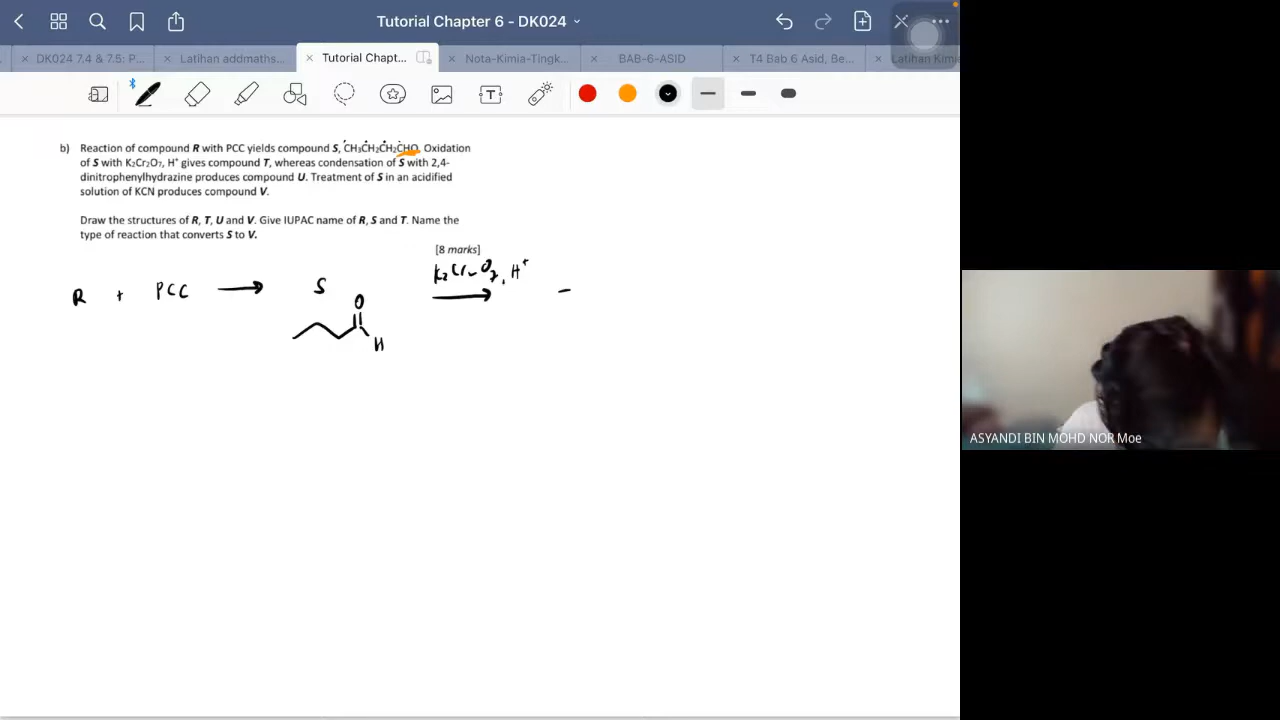 Tutorial Chapter 6 - DK024
DK024 7.4 & 7.5: P...
Latihan addmaths...
Tutorial Chapt...
Nota-Kimia-Tingk...
BAB-6-ASID
T4 Bab 6 Asid, Be...
Latihan Kimia
b) Reaction of compound R with PCC yields compound S, CH₃CH₂CH₂CHO. Oxidation
of S with K₂Cr₂O₇, H⁺ gives compound T, whereas condensation of S with 2,4-
dinitrophenylhydrazine produces compound U. Treatment of S in an acidified
solution of KCN produces compound V.
Draw the structures of R, T, U and V. Give IUPAC name of R, S and T. Name the
type of reaction that converts S to V.
[8 marks]
K₂Cr₂O₇, H⁺
R + PCC → S →
O
H
ASYANDI BIN MOHD NOR Moe